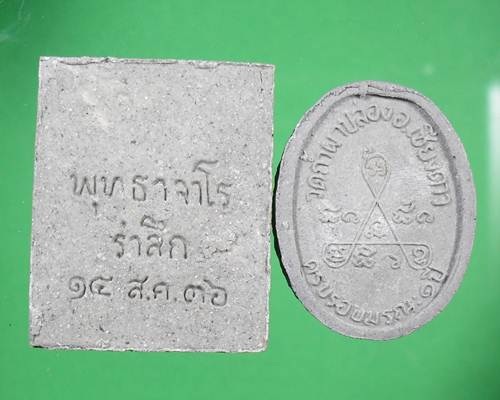 พุทธาจาโร
รำลึก
๑๔ ส.ค.๓๖
วัดถ้ำผาปล่อง อ.เชียงดาว
ครบรอบมรณะ ๑ ปี